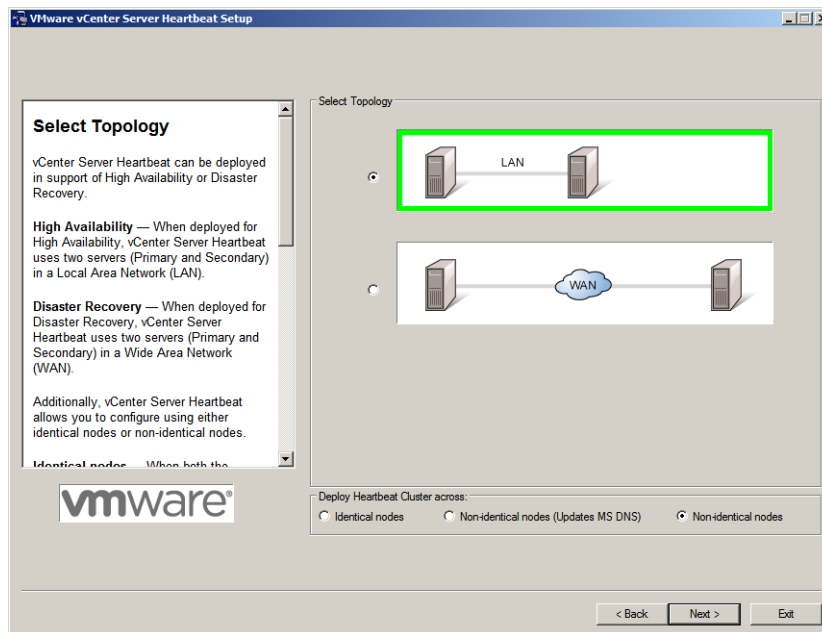 VMware vCenter Server Heartbeat Setup
Select Topology
vCenter Server Heartbeat can be deployed
in support of High Availability or Disaster
Recovery.
High Availability — When deployed for
High Availability, vCenter Server Heartbeat
uses two servers (Primary and Secondary)
in a Local Area Network (LAN).
Disaster Recovery — When deployed for
Disaster Recovery, vCenter Server
Heartbeat uses two servers (Primary and
Secondary) in a Wide Area Network
(WAN).
Additionally, vCenter Server Heartbeat
allows you to configure using either
identical nodes or non-identical nodes.
Identical nodes — When both the
vmware®
Select Topology
LAN
WAN
Deploy Heartbeat Cluster across:
Identical nodes Non-identical nodes (Updates MS DNS) Non-identical nodes
< Back Next > Exit